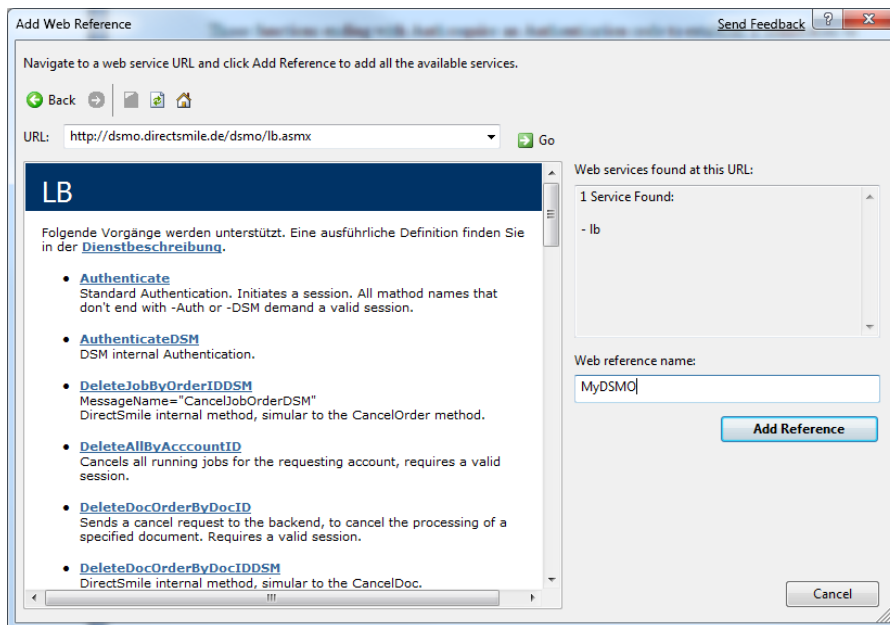 Add Web Reference
Send Feedback
?
Navigate to a web service URL and click Add Reference to add all the available services.
Back
URL: http://dsmo.directsmile.de/dsmo/lb.asmx Go
LB
Folgende Vorgänge werden unterstützt. Eine ausführliche Definition finden Sie
in der Dienstbeschreibung.
• Authenticate
Standard Authentication. Initiates a session. All mathod names that
don't end with -Auth or -DSM demand a valid session.
• AuthenticateDSM
DSM internal Authentication.
• DeleteJobByOrderIDDSM
MessageName="CancelJobOrderDSM"
DirectSmile internal method, simular to the CancelOrder method.
• DeleteAllByAcccountID
Cancels all running jobs for the requesting account, requires a valid
session.
• DeleteDocOrderByDocID
Sends a cancel request to the backend, to cancel the processing of a
specified document. Requires a valid session.
• DeleteDocOrderByDocIDDSM
DirectSmile internal method, simular to the CancelDoc.
Web services found at this URL:
1 Service Found:
- lb
Web reference name:
MyDSMO
Add Reference
Cancel